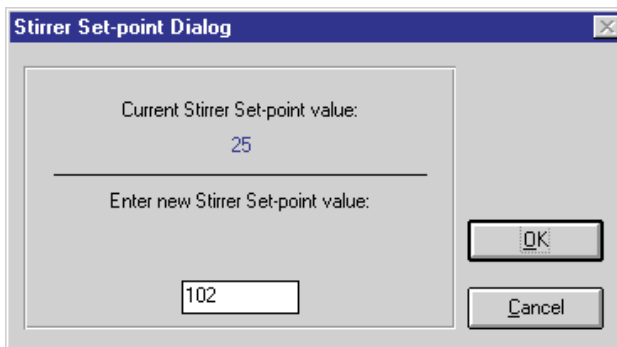 Stirrer Set-point Dialog
Current Stirrer Set-point value:
25
Enter new Stirrer Set-point value:
OK
102
Cancel